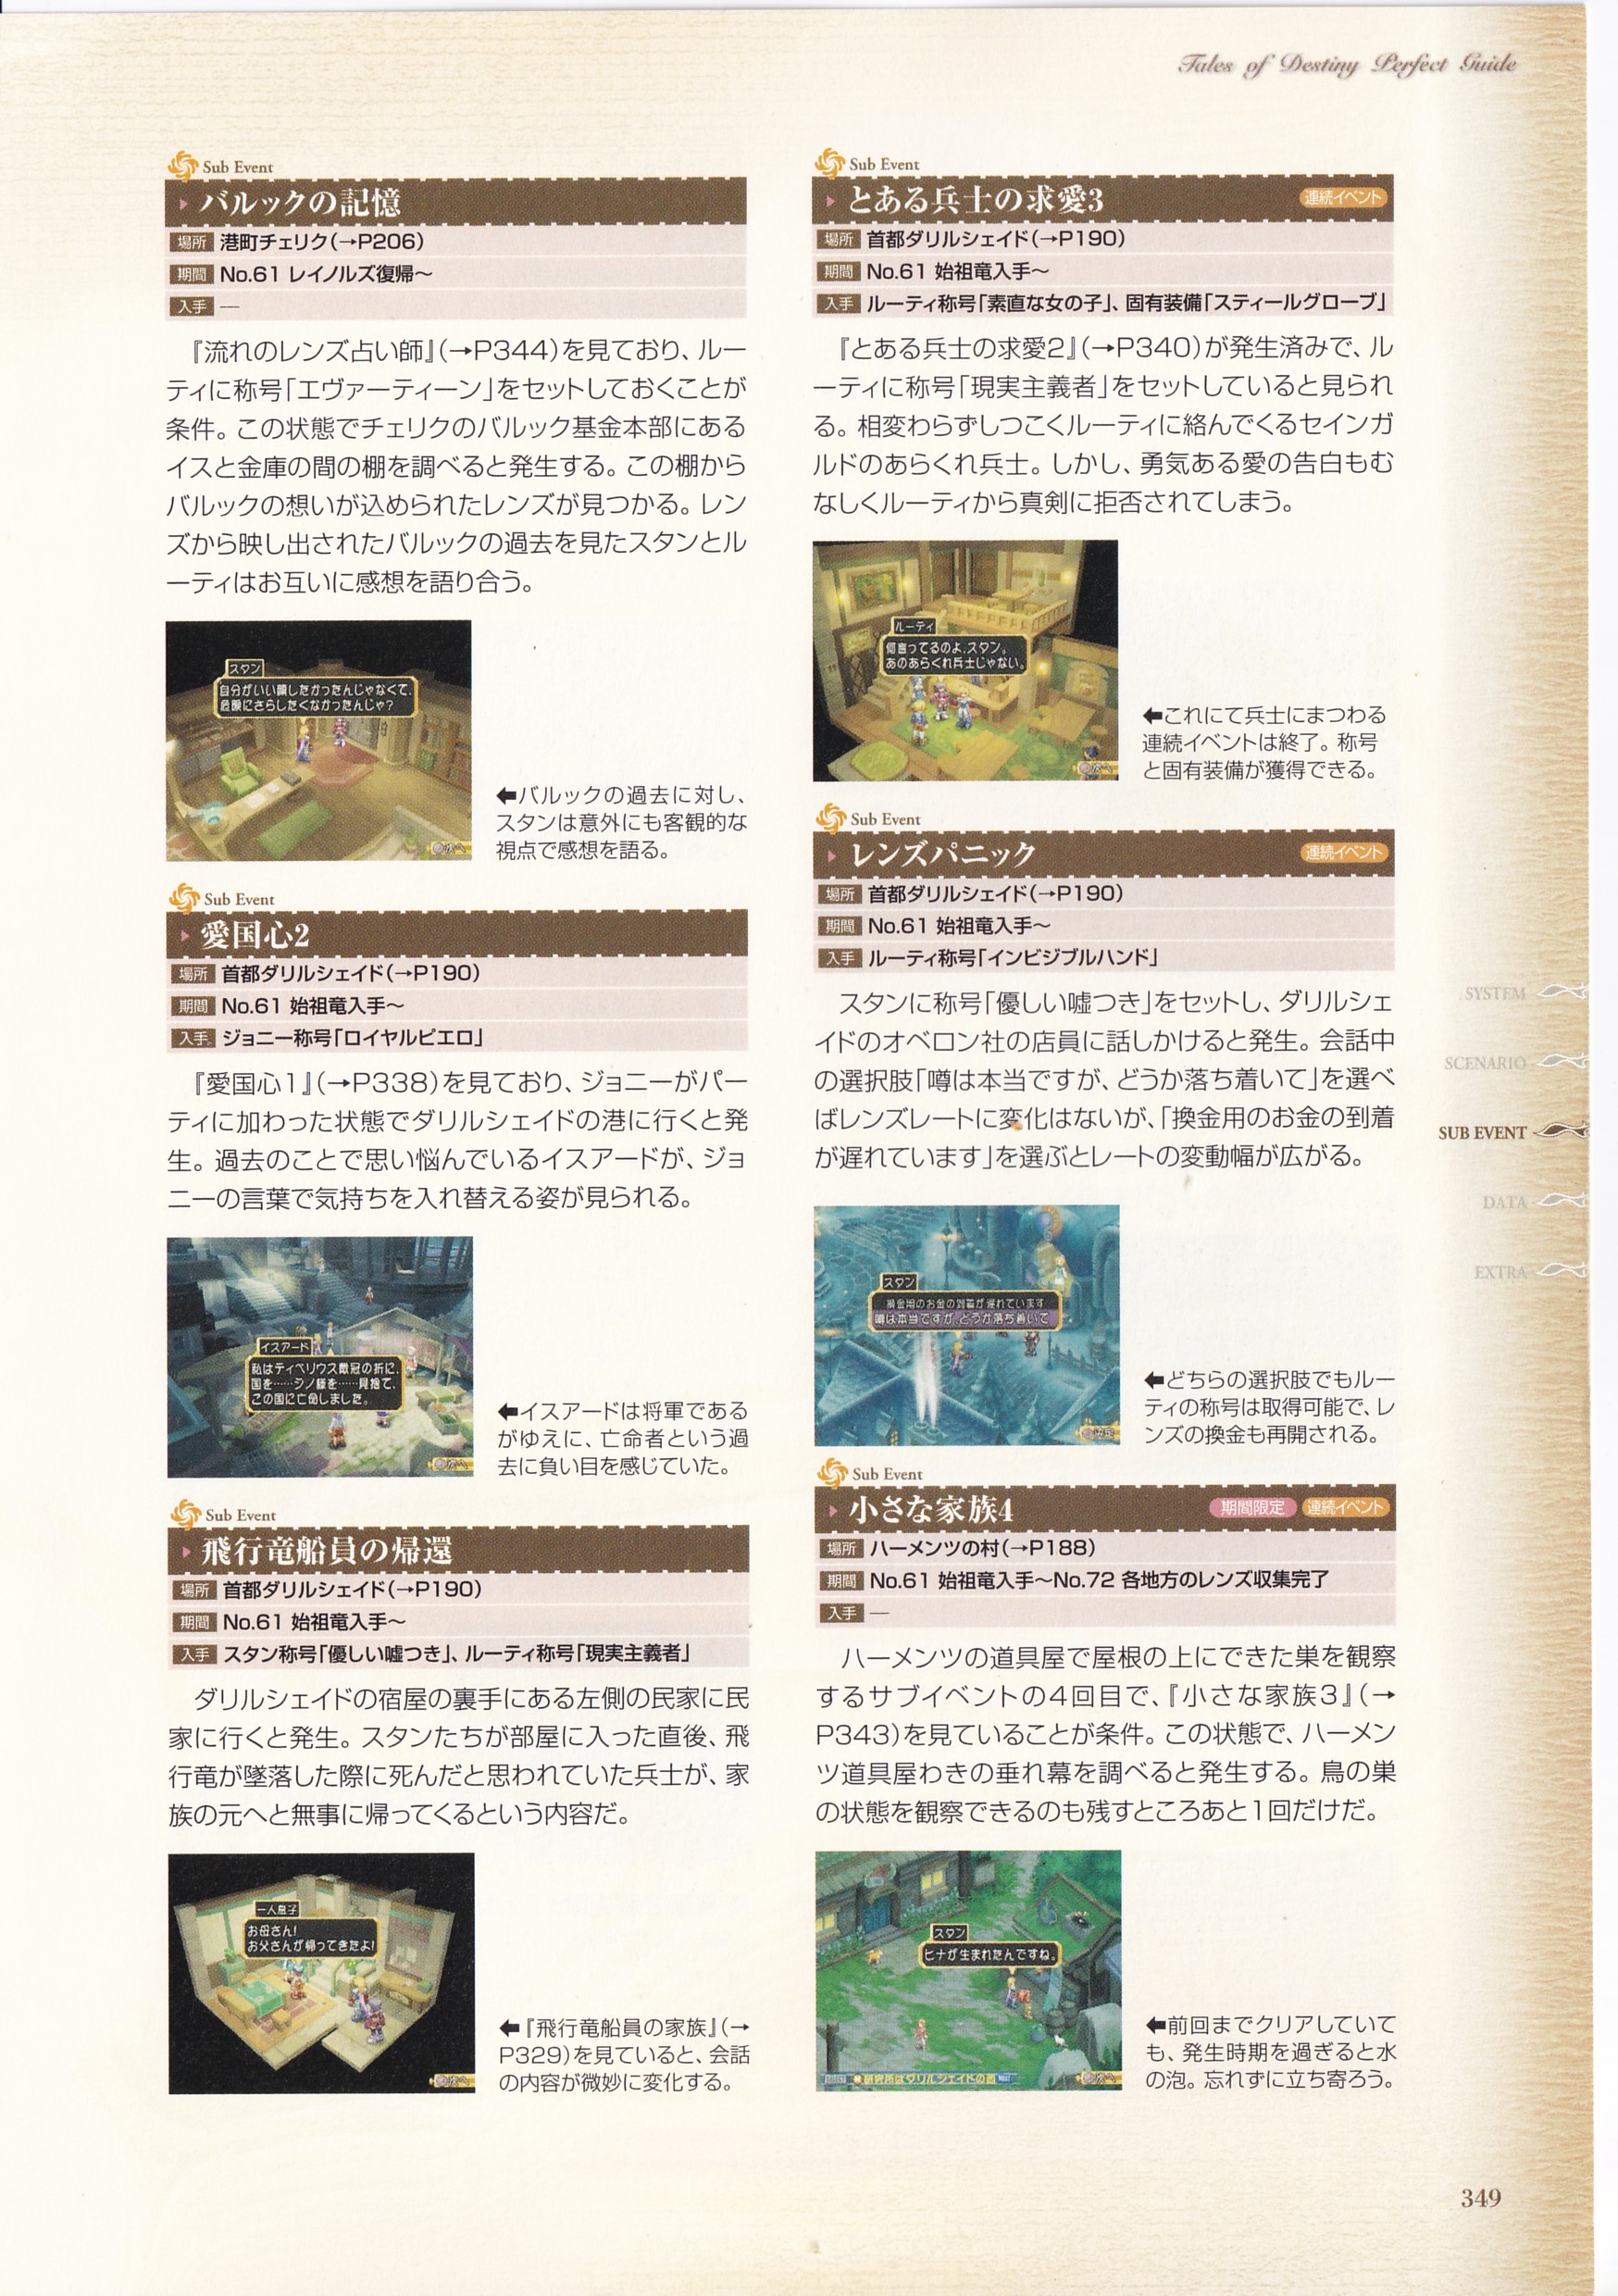 Tales of Destiny Perfect Guide
Sub Event
バルックの記憶
場所 港町チェリク(→P206)
期間 No.61 レイノルズ復帰～
入手 ―
『流れのレンズ占い師』(→P344)を見ており、ルー
ティに称号「エヴァーティーン」をセットしておくことが
条件。この状態でチェリクのバルック基金本部にある
イスと金庫の間の棚を調べると発生する。この棚から
バルックの想いが込められたレンズが見つかる。レン
ズから映し出されたバルックの過去を見たスタンとル
ーティはお互いに感想を語り合う。
スタン
自分がいい顔したかったんじゃなくて、
危険にさらしたくなかったんじゃ?
←バルックの過去に対し、
スタンは意外にも客観的な
視点で感想を語る。
Sub Event
愛国心2
場所 首都ダリルシェイド(→P190)
期間 No.61 始祖竜入手～
入手 ジョニー称号「ロイヤルピエロ」
『愛国心1』(→P338)を見ており、ジョニーがパー
ティに加わった状態でダリルシェイドの港に行くと発
生。過去のことで思い悩んでいるイスアードが、ジョ
ニーの言葉で気持ちを入れ替える姿が見られる。
イスアード
私はティベリウス戴冠の折に、
国を……シノ様を……見捨て、
この国に亡命しました。
←イスアードは将軍である
がゆえに、亡命者という過
去に負い目を感じていた。
Sub Event
飛行竜船員の帰還
場所 首都ダリルシェイド(→P190)
期間 No.61 始祖竜入手～
入手 スタン称号「優しい嘘つき」、ルーティ称号「現実主義者」
ダリルシェイドの宿屋の裏手にある左側の民家に民
家に行くと発生。スタンたちが部屋に入った直後、飛
行竜が墜落した際に死んだと思われていた兵士が、家
族の元へと無事に帰ってくるという内容だ。
一人息子
お母さん!
お父さんが帰ってきたよ!
←『飛行竜船員の家族』(→
P329)を見ていると、会話
の内容が微妙に変化する。
Sub Event
とある兵士の求愛3 連続イベント
場所 首都ダリルシェイド(→P190)
期間 No.61 始祖竜入手～
入手 ルーティ称号「素直な女の子」、固有装備「スティールグローブ」
『とある兵士の求愛2』(→P340)が発生済みで、ル
ーティに称号「現実主義者」をセットしていると見られ
る。相変わらずしつこくルーティに絡んでくるセインガ
ルドのあらくれ兵士。しかし、勇気ある愛の告白もむ
なしくルーティから真剣に拒否されてしまう。
ルーティ
何言ってるのよ、スタン。
あのあらくれ兵士じゃない。
←これにて兵士にまつわる
連続イベントは終了。称号
と固有装備が獲得できる。
Sub Event
レンズパニック 連続イベント
場所 首都ダリルシェイド(→P190)
期間 No.61 始祖竜入手～
入手 ルーティ称号「インビジブルハンド」
スタンに称号「優しい嘘つき」をセットし、ダリルシェ
イドのオベロン社の店員に話しかけると発生。会話中
の選択肢「噂は本当ですが、どうか落ち着いて」を選べ
ばレンズレートに変化はないが、「換金用のお金の到着
が遅れています」を選ぶとレートの変動幅が広がる。
スタン
換金用のお金の到着が遅れています
噂は本当ですが、どうか落ち着いて
←どちらの選択肢でもルー
ティの称号は取得可能で、レ
ンズの換金も再開される。
Sub Event
小さな家族4 期間限定 連続イベント
場所 ハーメンツの村(→P188)
期間 No.61 始祖竜入手～No.72 各地方のレンズ収集完了
入手 ―
ハーメンツの道具屋で屋根の上にできた巣を観察
するサブイベントの4回目で、『小さな家族3』(→
P343)を見ていることが条件。この状態で、ハーメン
ツ道具屋わきの垂れ幕を調べると発生する。鳥の巣
の状態を観察できるのも残すところあと1回だけだ。
スタン
ヒナが生まれたんですね。
研究所はダリルシェイドの西
←前回までクリアしていて
も、発生時期を過ぎると水
の泡。忘れずに立ち寄ろう。
SYSTEM
SCENARIO
SUB EVENT
DATA
EXTRA
349